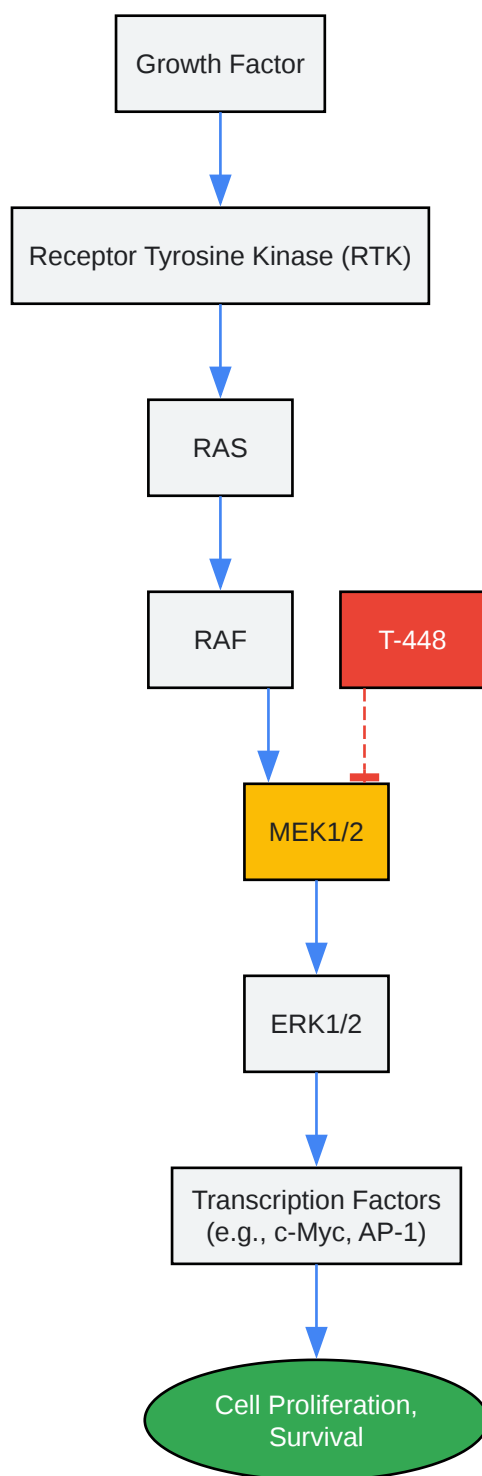 Growth Factor
Receptor Tyrosine Kinase (RTK)
RAS
RAF
T-448
MEK1/2
ERK1/2
Transcription Factors
(e.g., c-Myc, AP-1)
Cell Proliferation,
Survival